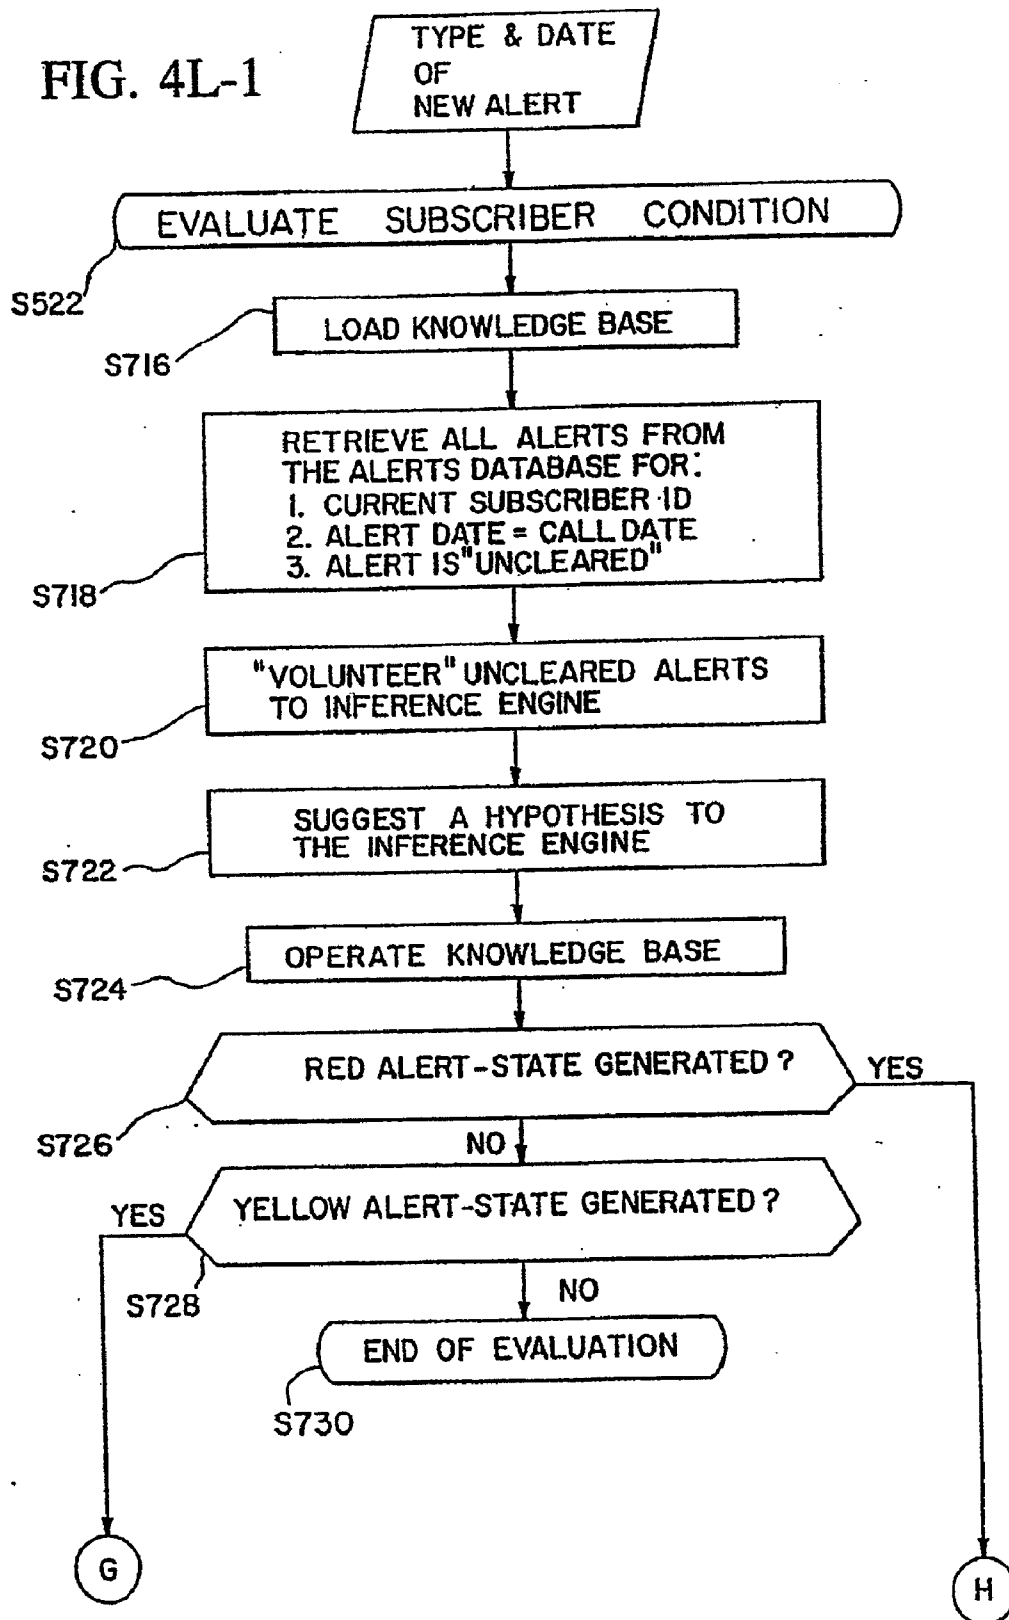 FIG. 4L-1
TYPE & DATE
OF
NEW ALERT
EVALUATE SUBSCRIBER CONDITION
S522
LOAD KNOWLEDGE BASE
S716
RETRIEVE ALL ALERTS FROM
THE ALERTS DATABASE FOR:
1. CURRENT SUBSCRIBER ID
2. ALERT DATE = CALL DATE
3. ALERT IS "UNCLEARED"
S718
"VOLUNTEER" UNCLEARED ALERTS
TO INFERENCE ENGINE
S720
SUGGEST A HYPOTHESIS TO
THE INFERENCE ENGINE
S722
OPERATE KNOWLEDGE BASE
S724
RED ALERT-STATE GENERATED ?
YES
S726
NO
YELLOW ALERT-STATE GENERATED ?
YES
S728
NO
END OF EVALUATION
S730
G
H